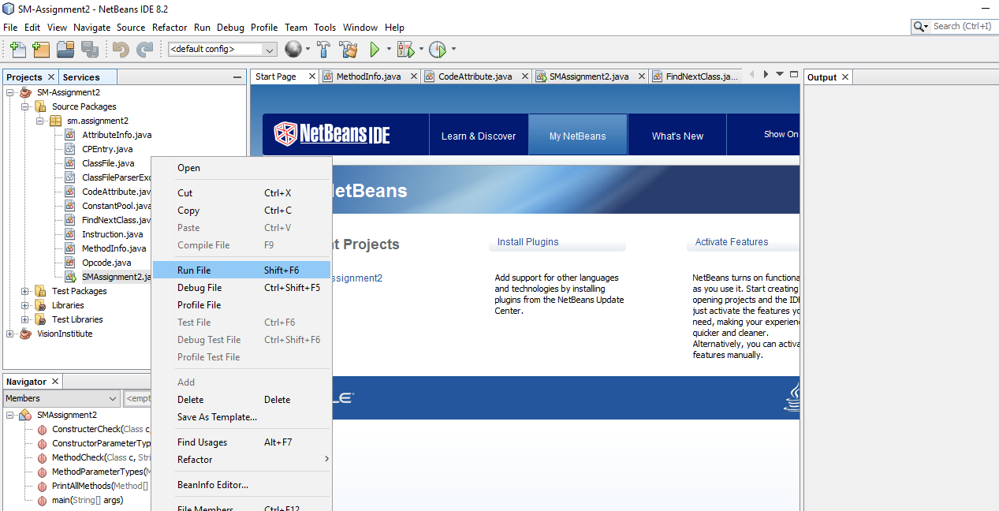 SM-Assignment2 - NetBeans IDE 8.2
File Edit View Navigate Source Refactor Run Debug Profile Team Tools Window Help
Search (Ctrl+I)
<default config>
Projects Services
SM-Assignment2
Source Packages
sm.assignment2
AttributeInfo.java
CPEntry.java
ClassFile.java
ClassFileParserExc
CodeAttribute.jav
ConstantPool.java
FindNextClass.jav
Instruction.java
MethodInfo.java
Opcode.java
SMAssignment2.ja
Test Packages
Libraries
Test Libraries
VisionInstitute
Navigator
Members
<empt
SMAssignment2
ConstructerCheck(Class c,
ConstructorParameterTyp
MethodCheck(Class c, Stri
MethodParameterTypes(M
PrintAllMethods(Method[]
main(String[] args)
Open
Cut Ctrl+X
Copy Ctrl+C
Paste Ctrl+V
Compile File F9
Run File Shift+F6
Debug File Ctrl+Shift+F5
Profile File
Test File Ctrl+F6
Debug Test File Ctrl+Shift+F6
Profile Test File
Add
Delete Delete
Save As Template...
Find Usages Alt+F7
Refactor
BeanInfo Editor...
File Members Ctrl+F12
Start Page MethodInfo.java CodeAttribute.java SMAssignment2.java FindNextClass.ja...
NetBeans IDE
Learn & Discover My NetBeans What's New Show On
etBeans
t Projects
ssignment2
Install Plugins
Add support for other languages
and technologies by installing
plugins from the NetBeans Update
Center.
Activate Features
NetBeans turns on functiona
as you use it. Start creating
opening projects and the IDE
just activate the features yo
need, making your experien
quicker and cleaner.
Alternatively, you can activa
features manually.
LE
Output